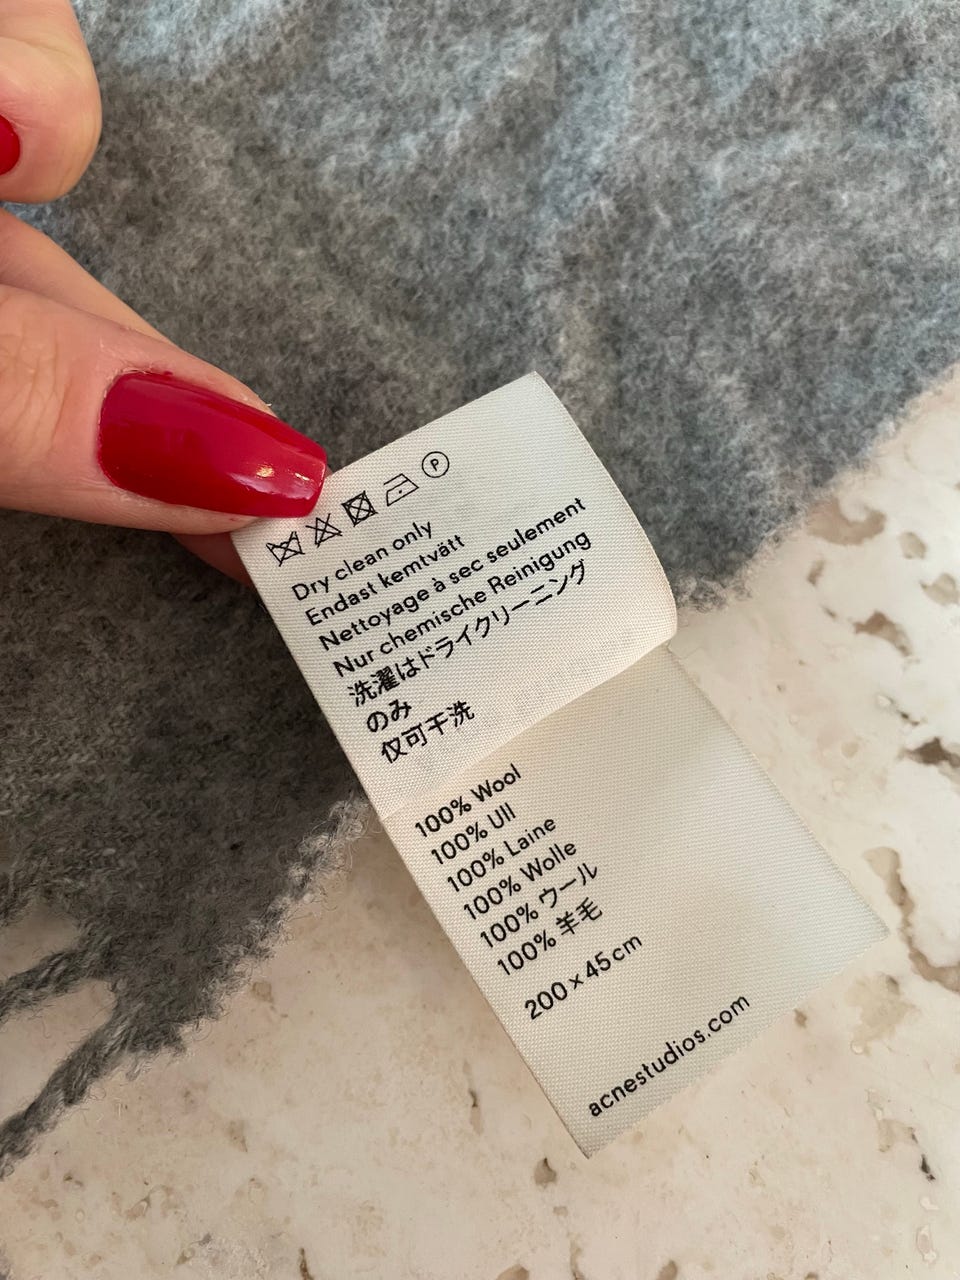 P
Dry clean only
Endast kemtvätt
Nettoyage à sec seulement
Nur chemische Reinigung
洗濯はドライクリーニング
のみ
仅可干洗
100% Wool
100% Ull
100% Laine
100% Wolle
100% ウール
100% 羊毛
200 x 45 cm
acnestudios.com